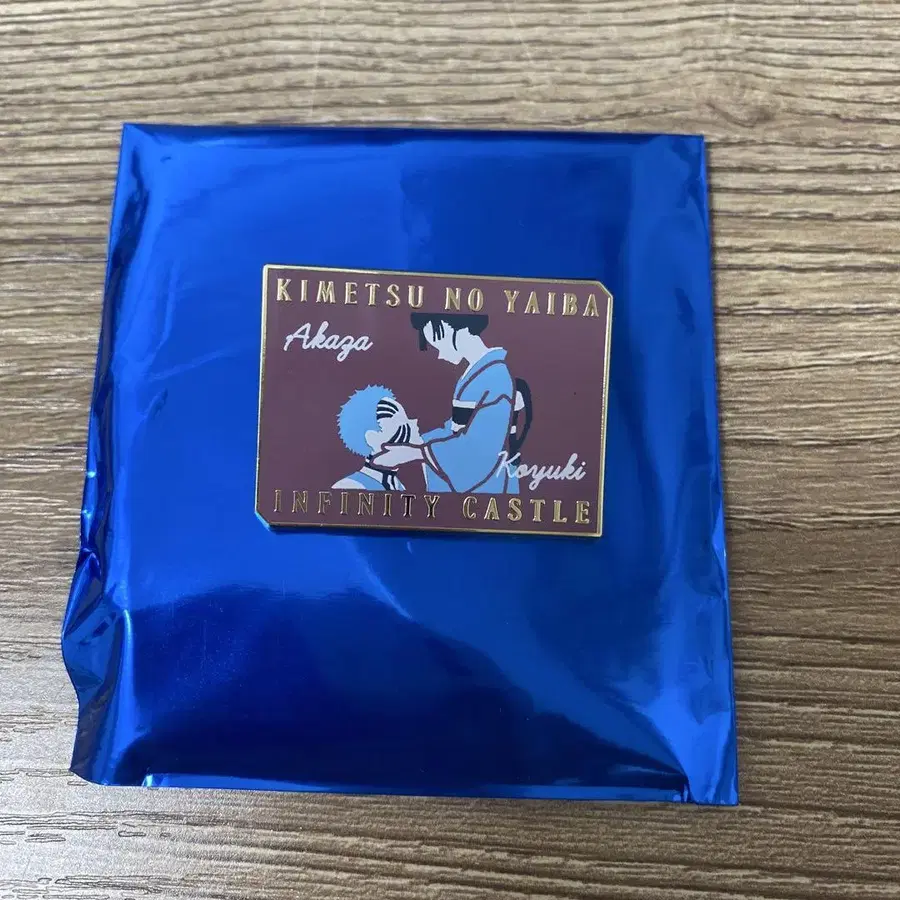 KIMETSU NO YAIBA
Akaza
Koyuki
INFINITY CASTLE